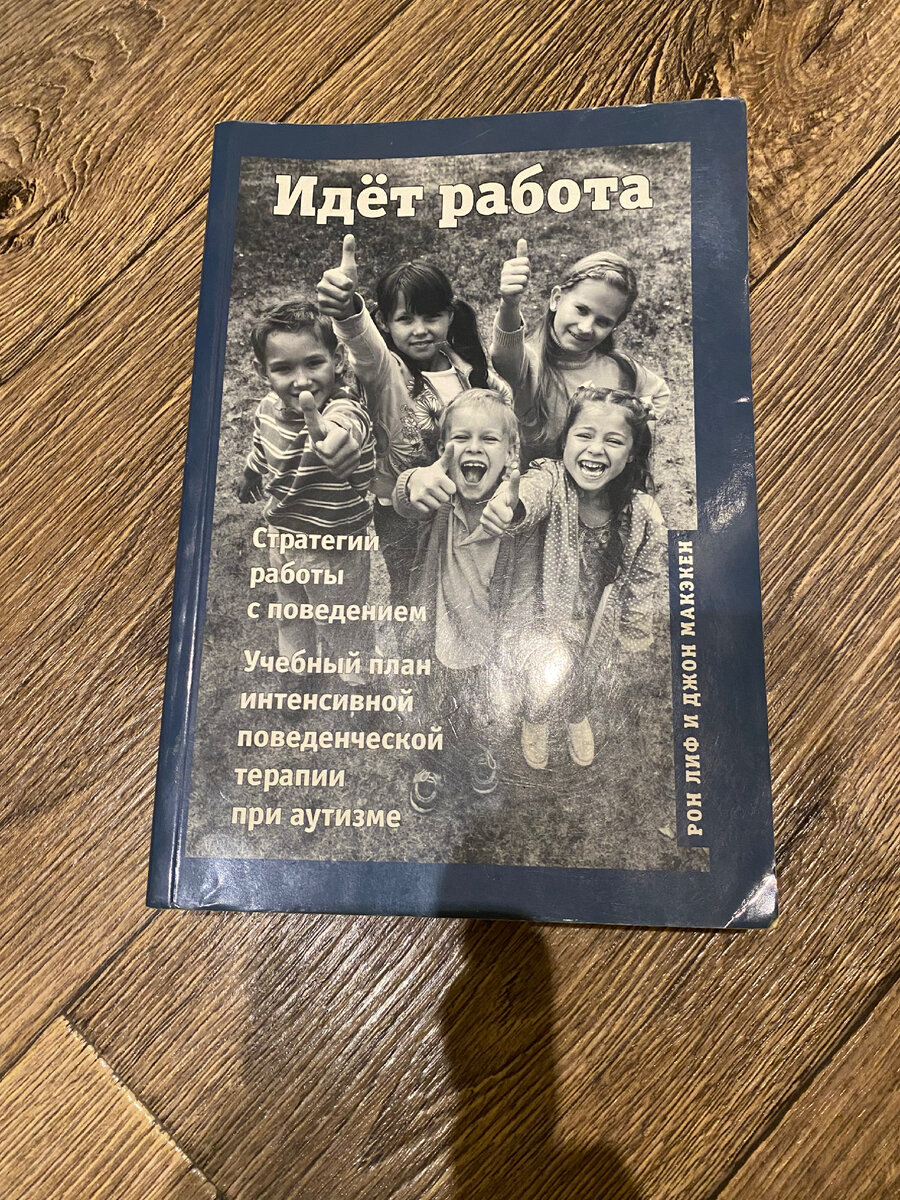 Идёт работа
Стратегии
работы
с поведением
Учебный план
интенсивной
поведенческой
терапии
при аутизме
РОН ЛИФ И ДЖОН МАКЭКЕН